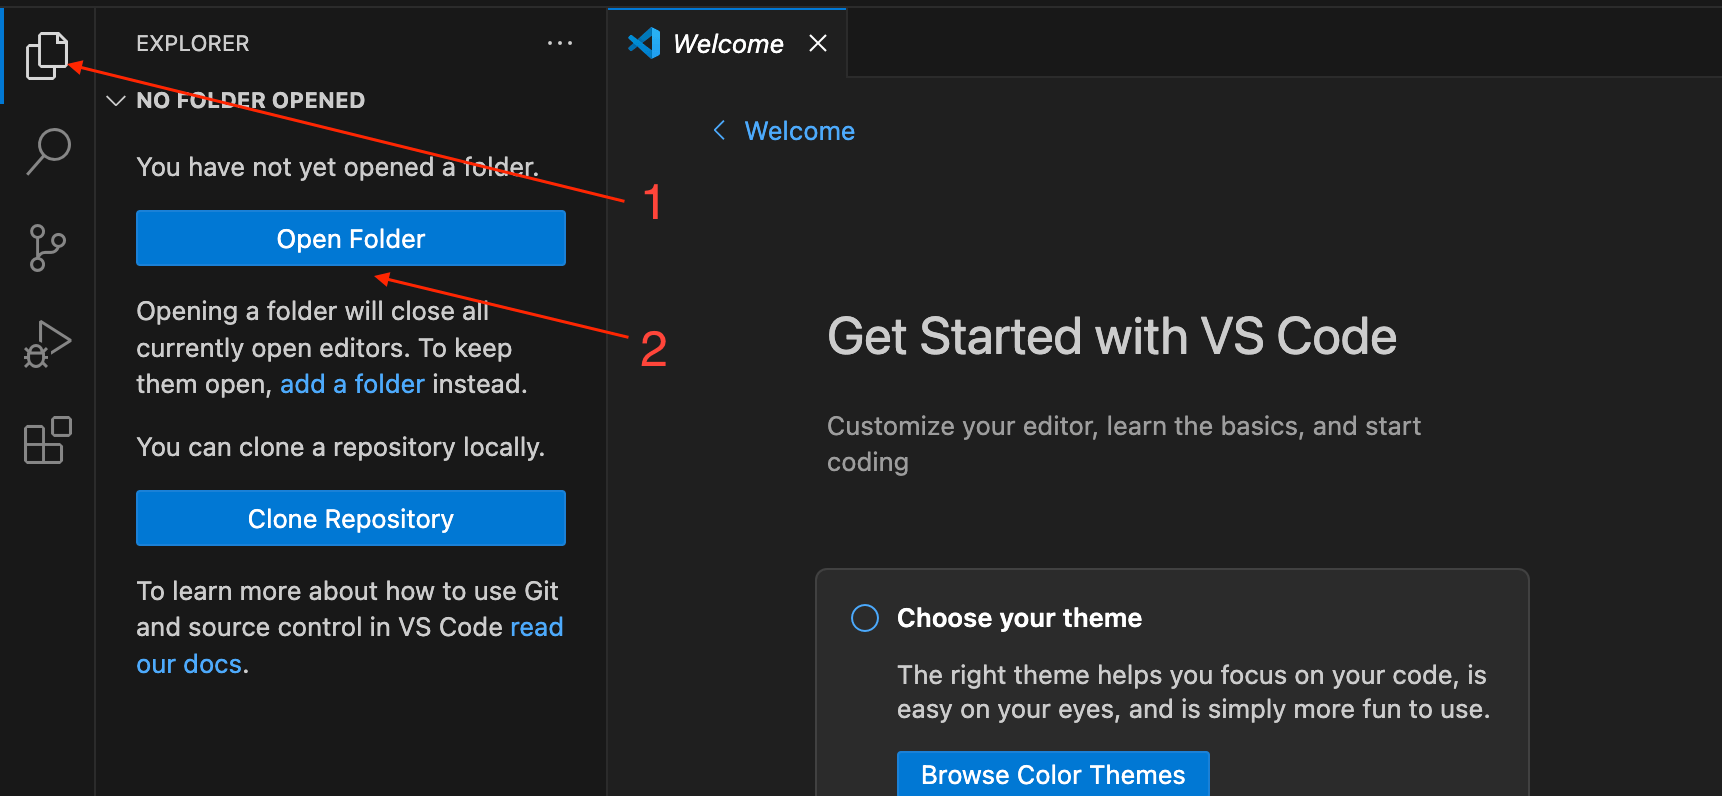 EXPLORER
NO FOLDER OPENED
You have not yet opened a folder.
Open Folder
Opening a folder will close all
currently open editors. To keep
them open, add a folder instead.
You can clone a repository locally.
Clone Repository
To learn more about how to use Git
and source control in VS Code read
our docs.
1
2
Welcome
Welcome
Get Started with VS Code
Customize your editor, learn the basics, and start
coding
Choose your theme
The right theme helps you focus on your code, is
easy on your eyes, and is simply more fun to use.
Browse Color Themes